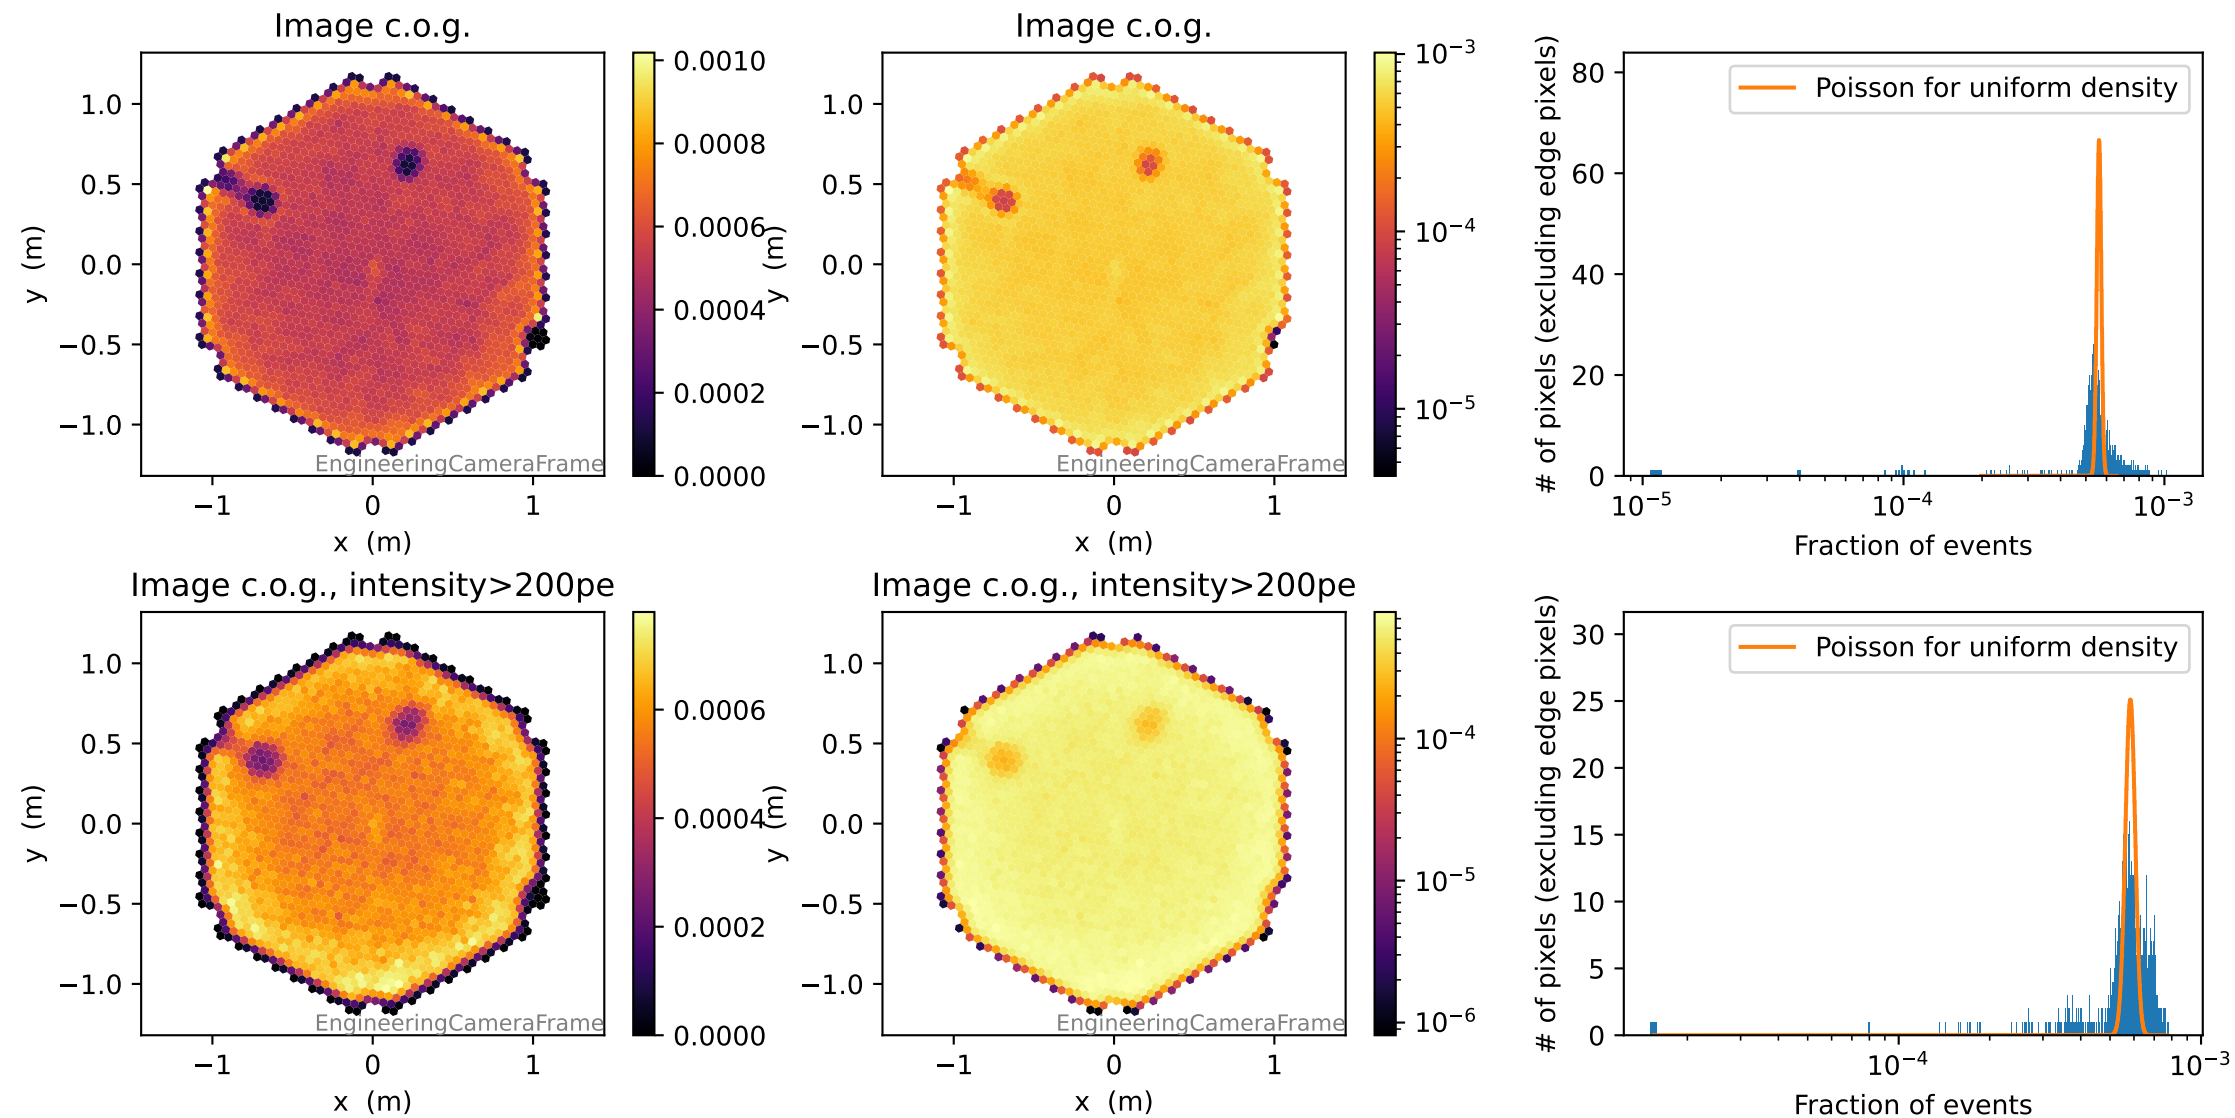 Image c.o.g.
1.0
0.5
0.0
−0.5
−1.0
y (m)
−1 0 1
x (m)
EngineeringCameraFrame
0.0010
0.0008
0.0006
0.0004
0.0002
0.0000
Image c.o.g.
1.0
0.5
0.0
−0.5
−1.0
y (m)
−1 0 1
x (m)
EngineeringCameraFrame
10⁻³
10⁻⁴
10⁻⁵
Poisson for uniform density
80
60
40
20
0
# of pixels (excluding edge pixels)
10⁻⁵ 10⁻⁴ 10⁻³
Fraction of events
Image c.o.g., intensity>200pe
1.0
0.5
0.0
−0.5
−1.0
y (m)
−1 0 1
x (m)
EngineeringCameraFrame
0.0006
0.0004
0.0002
0.0000
Image c.o.g., intensity>200pe
1.0
0.5
0.0
−0.5
−1.0
y (m)
−1 0 1
x (m)
EngineeringCameraFrame
10⁻⁴
10⁻⁵
10⁻⁶
Poisson for uniform density
30
25
20
15
10
5
0
# of pixels (excluding edge pixels)
10⁻⁴ 10⁻³
Fraction of events